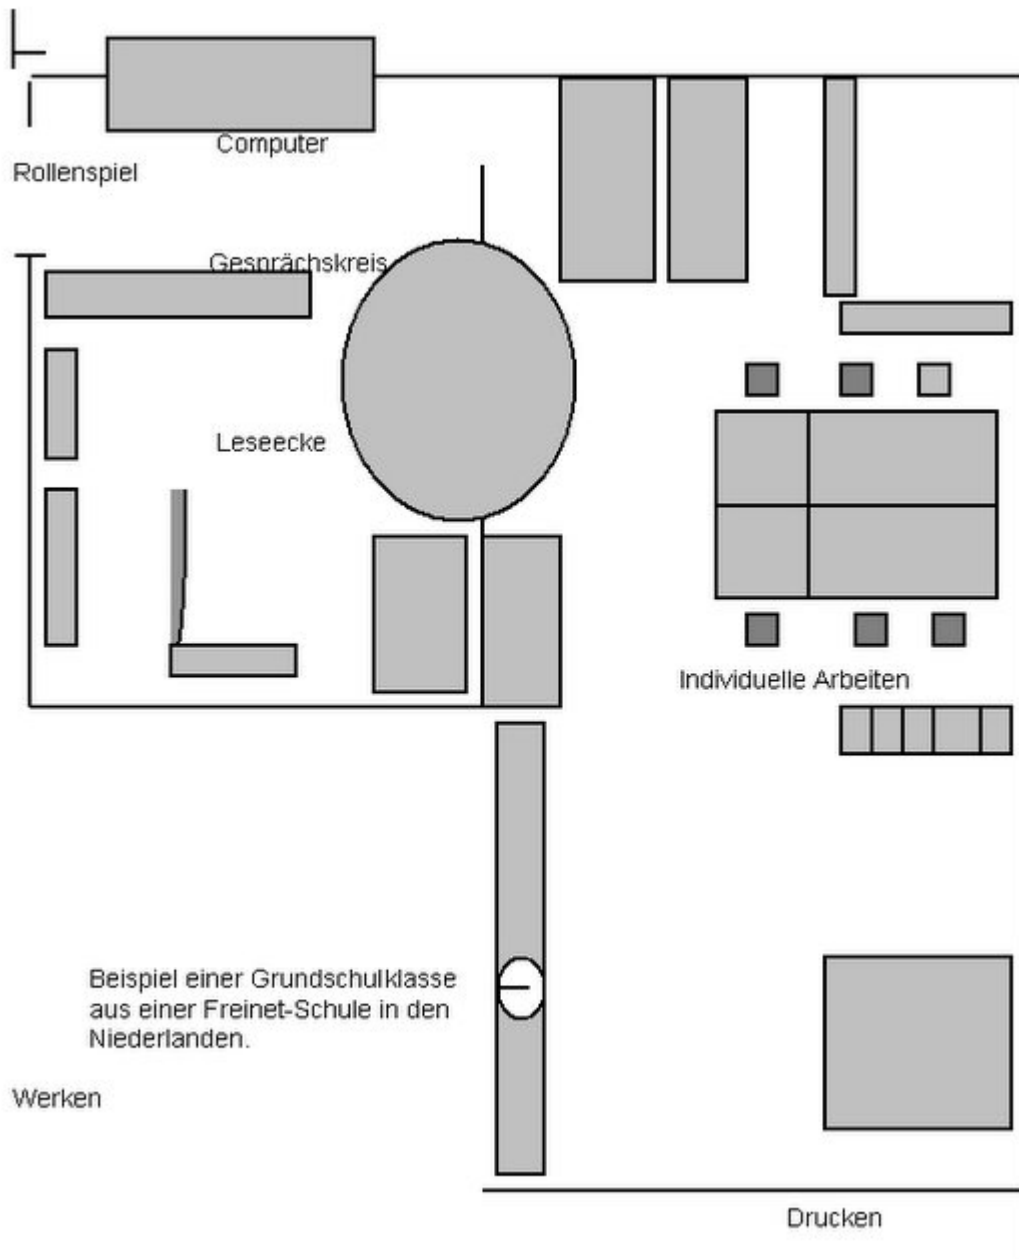 Computer
Rollenspiel
Gesprächskreis
Leseecke
Individuelle Arbeiten
Beispiel einer Grundschulklasse
aus einer Freinet-Schule in den
Niederlanden.
Werken
Drucken